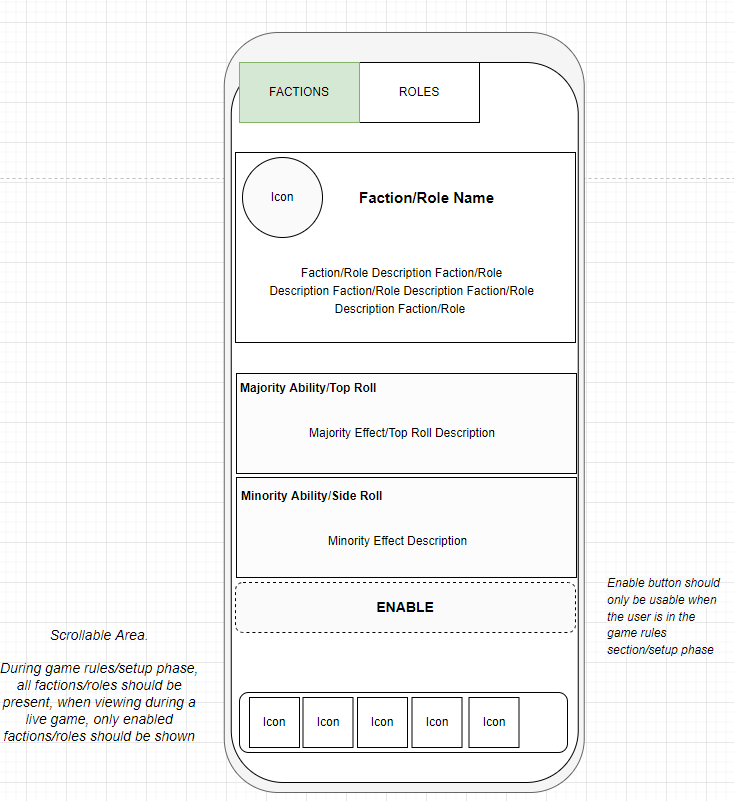 FACTIONS
ROLES
Icon
Faction/Role Name
Faction/Role Description Faction/Role
Description Faction/Role Description Faction/Role
Description Faction/Role
Majority Ability/Top Roll
Majority Effect/Top Roll Description
Minority Ability/Side Roll
Minority Effect Description
ENABLE
Enable button should
only be usable when
the user is in the
game rules
section/setup phase
Scrollable Area.
During game rules/setup phase,
all factions/roles should be
present, when viewing during a
live game, only enabled
factions/roles should be shown
Icon
Icon
Icon
Icon
Icon